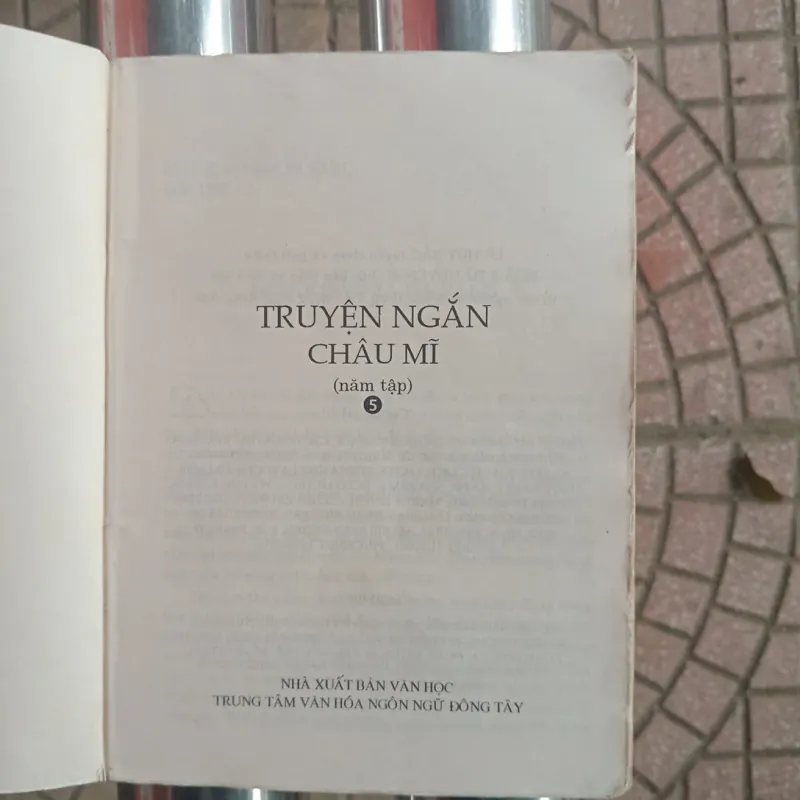 TRUYỆN NGẮN
CHÂU MĨ
(năm tập)
5
NHÀ XUẤT BẢN VĂN HỌC
TRUNG TÂM VĂN HÓA NGÔN NGỮ ĐÔNG TÂY